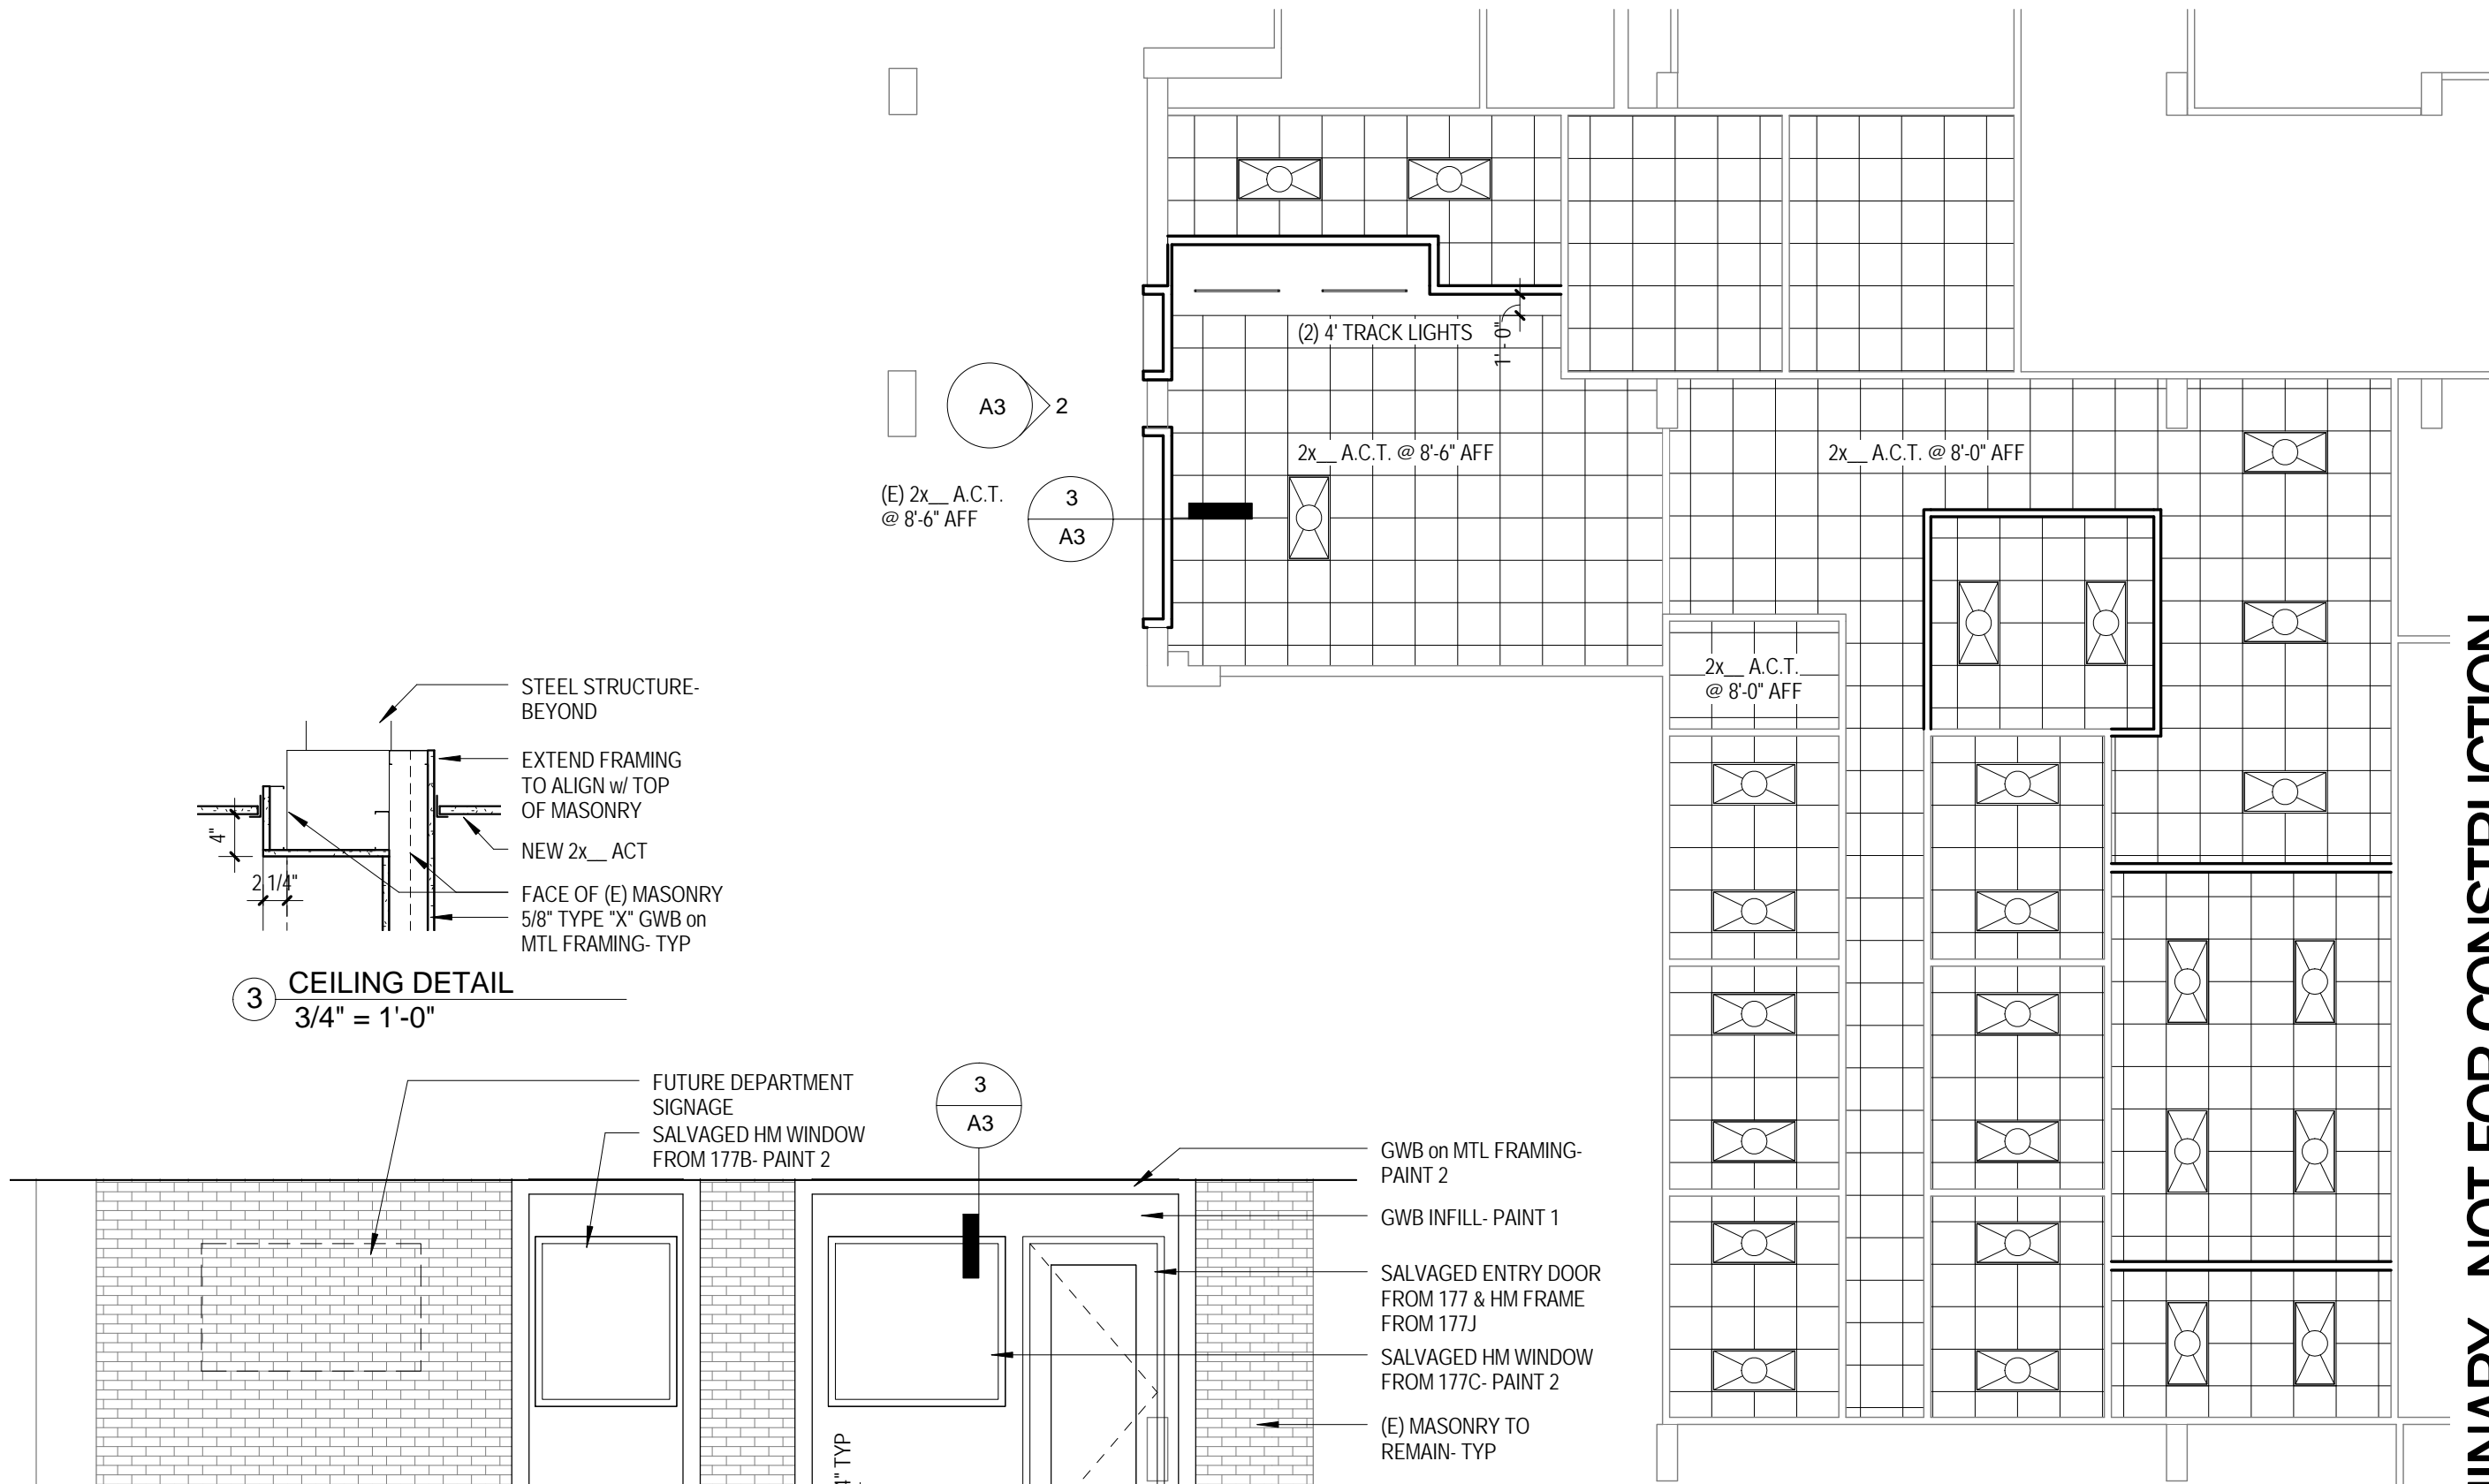 (2) 4' TRACK LIGHTS
1' - 0"
A3
2
2x__ A.C.T. @ 8'-6" AFF
2x__ A.C.T. @ 8'-0" AFF
(E) 2x__ A.C.T.
@ 8'-6" AFF
3
A3
2x__ A.C.T.
@ 8'-0" AFF
STEEL STRUCTURE-
BEYOND
EXTEND FRAMING
TO ALIGN w/ TOP
OF MASONRY
NEW 2x__ ACT
FACE OF (E) MASONRY
5/8" TYPE "X" GWB on
MTL FRAMING- TYP
4"
2 1/4"
3
CEILING DETAIL
3/4" = 1'-0"
FUTURE DEPARTMENT
SIGNAGE
SALVAGED HM WINDOW
FROM 177B- PAINT 2
3
A3
GWB on MTL FRAMING-
PAINT 2
GWB INFILL- PAINT 1
SALVAGED ENTRY DOOR
FROM 177 & HM FRAME
FROM 177J
SALVAGED HM WINDOW
FROM 177C- PAINT 2
(E) MASONRY TO
REMAIN- TYP
TYP
NOT FOR CONSTRUCTION